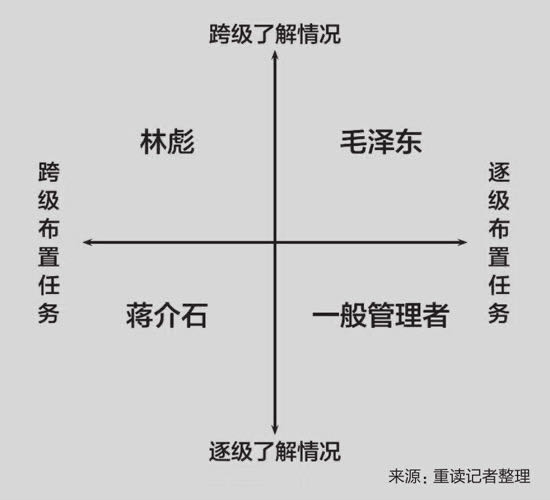 跨级了解情况
林彪
毛泽东
跨级布置任务
逐级布置任务
蒋介石
一般管理者
逐级了解情况
来源：重读记者整理